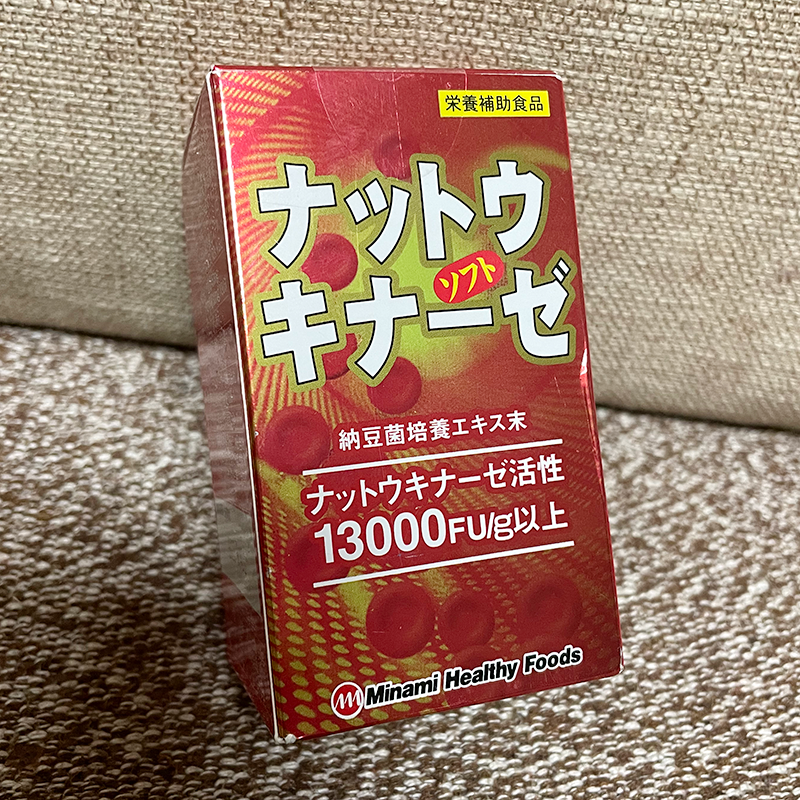 栄養補助食品
ナットウ
ソフト
キナーゼ
納豆菌培養エキス末
ナットウキナーゼ活性
13000FU/g以上
Minami Healthy Foods